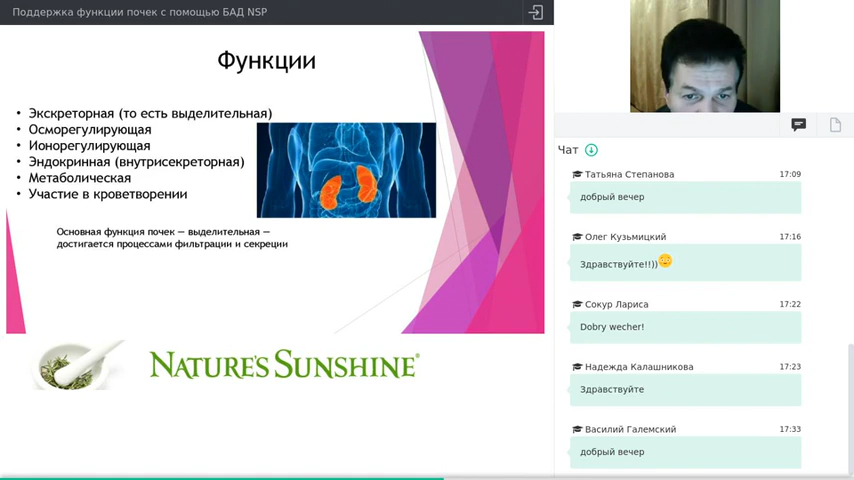 Поддержка функции почек с помощью БАД NSP
Функции
• Экскреторная (то есть выделительная)
• Осморегулирующая
• Ионорегулирующая
• Эндокринная (внутрисекреторная)
• Метаболическая
• Участие в кроветворении
Основная функция почек — выделительная —
достигается процессами фильтрации и секреции
NATURE'S SUNSHINE®
Чат
Татьяна Степанова 17:09
добрый вечер
Олег Кузьмицкий 17:16
Здравствуйте!!))
Сокур Лариса 17:22
Dobry wecher!
Надежда Калашникова 17:23
Здравствуйте
Василий Галемский 17:33
добрый вечер